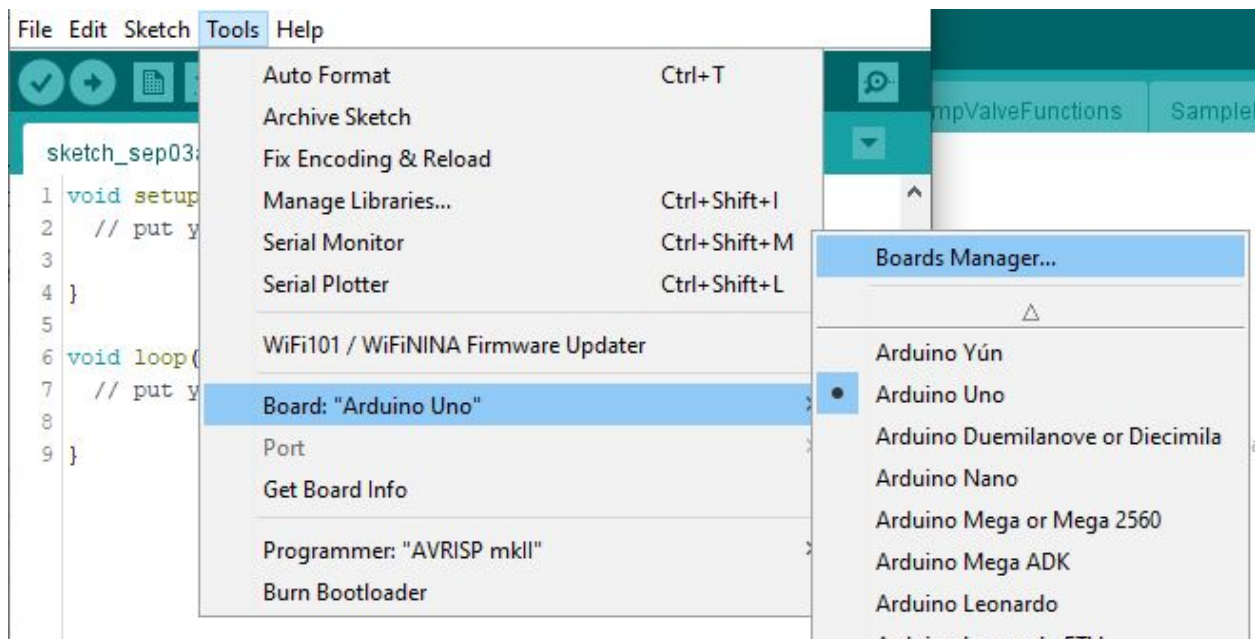 File Edit Sketch Tools Help
Auto Format Ctrl+T
Archive Sketch
Fix Encoding & Reload
Manage Libraries... Ctrl+Shift+I
Serial Monitor Ctrl+Shift+M
Serial Plotter Ctrl+Shift+L
WiFi101 / WiFiNINA Firmware Updater
Board: "Arduino Uno"
Port
Get Board Info
Programmer: "AVRISP mkII"
Burn Bootloader
sketch_sep03a
1 void setup
2 // put y
3
4 }
5
6 void loop(
7 // put y
8
9 }
mpValveFunctions
Sample
Boards Manager...
Arduino Yún
Arduino Uno
Arduino Duemilanove or Diecimila
Arduino Nano
Arduino Mega or Mega 2560
Arduino Mega ADK
Arduino Leonardo